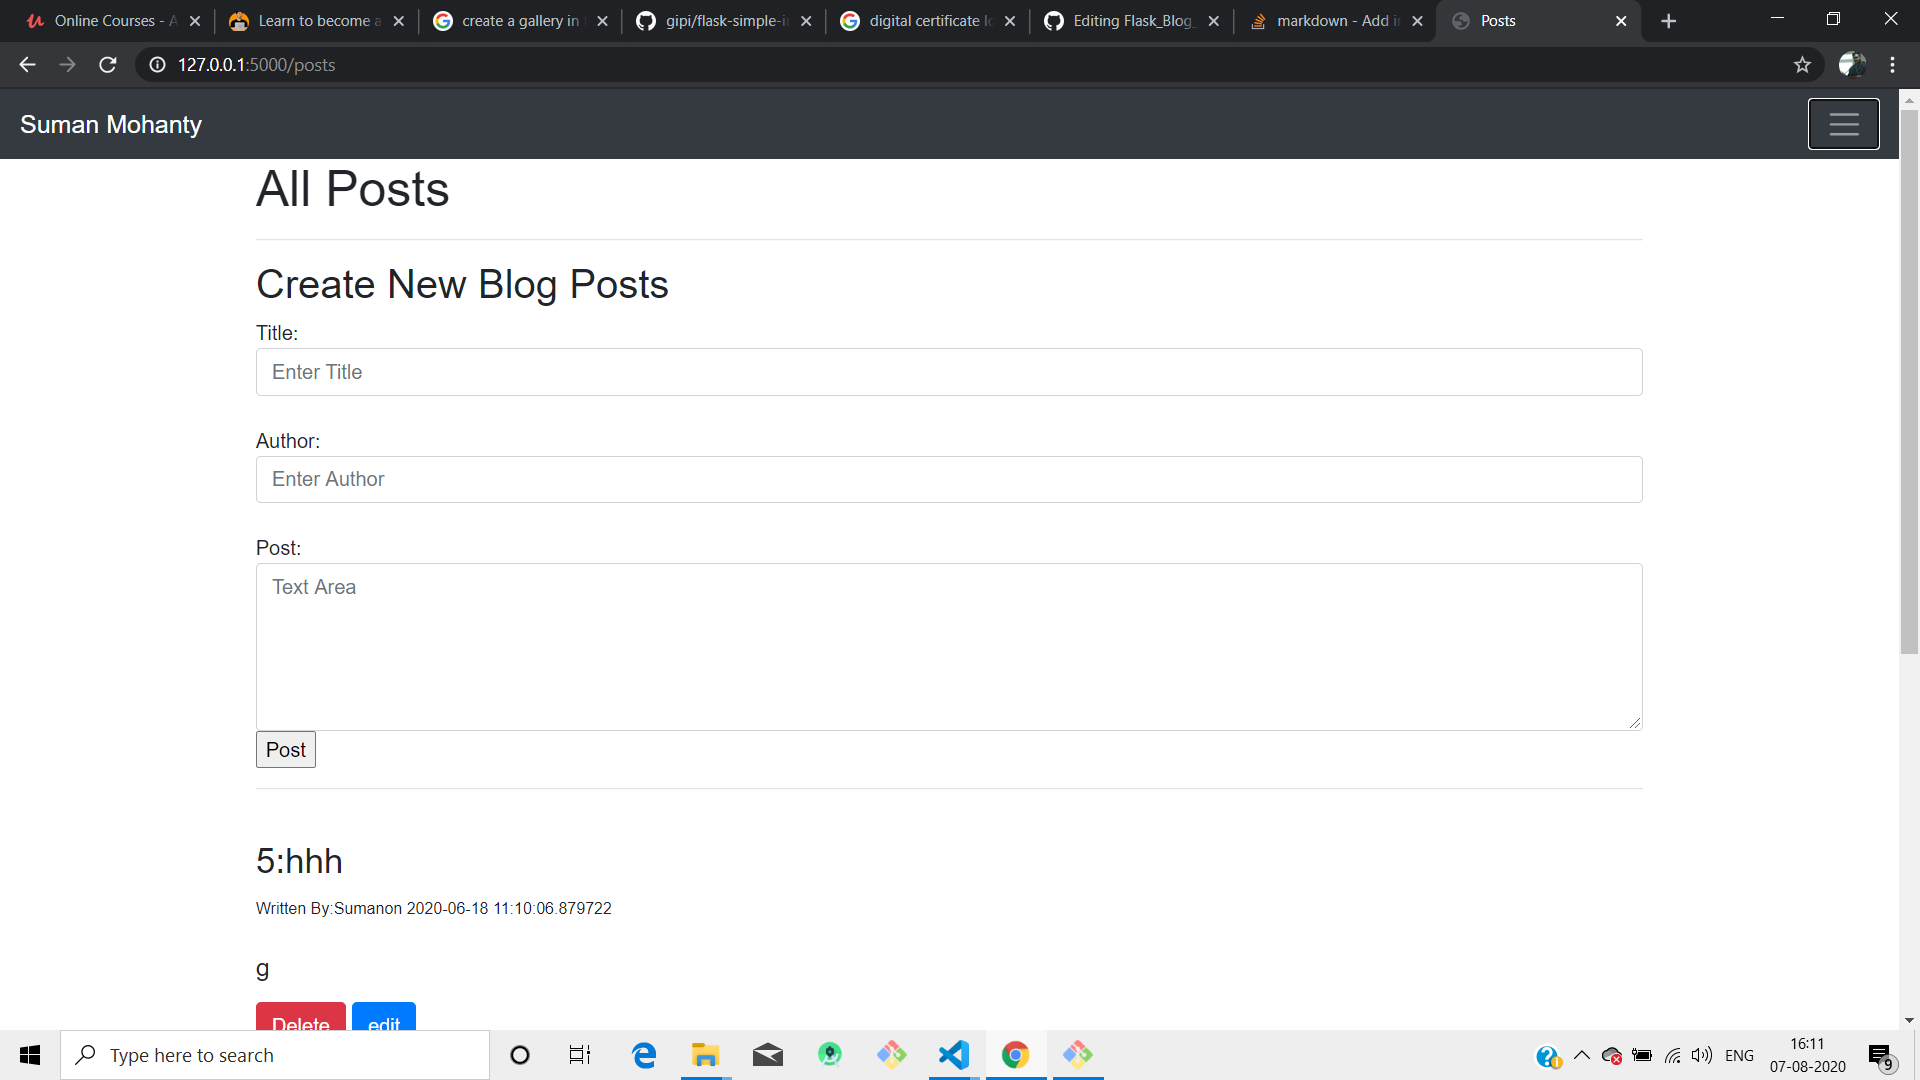 Online Courses - A
Learn to become a
create a gallery in
gipi/flask-simple-i
digital certificate l
Editing Flask_Blog_
markdown - Add i
Posts
127.0.0.1:5000/posts
Suman Mohanty
All Posts
Create New Blog Posts
Title:
Enter Title
Author:
Enter Author
Post:
Text Area
Post
5:hhh
Written By:Sumanon 2020-06-18 11:10:06.879722
g
Delete edit
Type here to search
ENG
16:11
07-08-2020
9